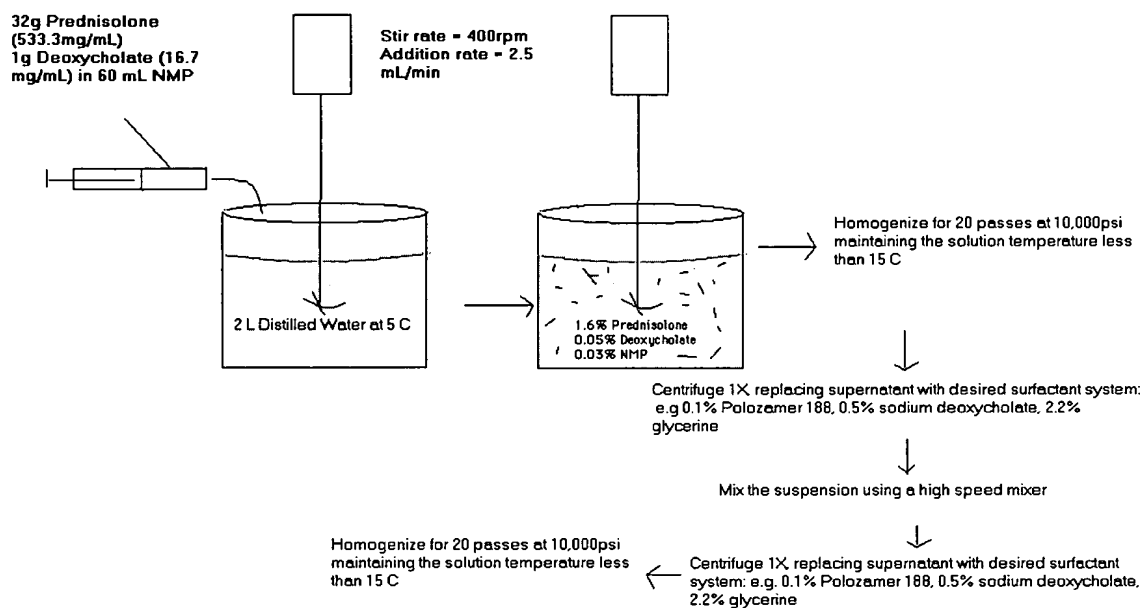 32g Prednisolone
(533.3mg/mL)
1g Deoxycholate (16.7
mg/mL) in 60 mL NMP
Stir rate = 400rpm
Addition rate = 2.5
mL/min
2 L Distilled Water at 5 C
1.6% Prednisolone
0.05% Deoxycholate
0.03% NMP
Homogenize for 20 passes at 10,000psi
maintaining the solution temperature less
than 15 C
Centrifuge 1X, replacing supernatant with desired surfactant system:
e.g 0.1% Polozamer 188, 0.5% sodium deoxycholate, 2.2%
glycerine
Mix the suspension using a high speed mixer
Centrifuge 1X, replacing supernatant with desired surfactant
system: e.g. 0.1% Polozamer 188, 0.5% sodium deoxycholate,
2.2% glycerine
Homogenize for 20 passes at 10,000psi
maintaining the solution temperature less
than 15 C